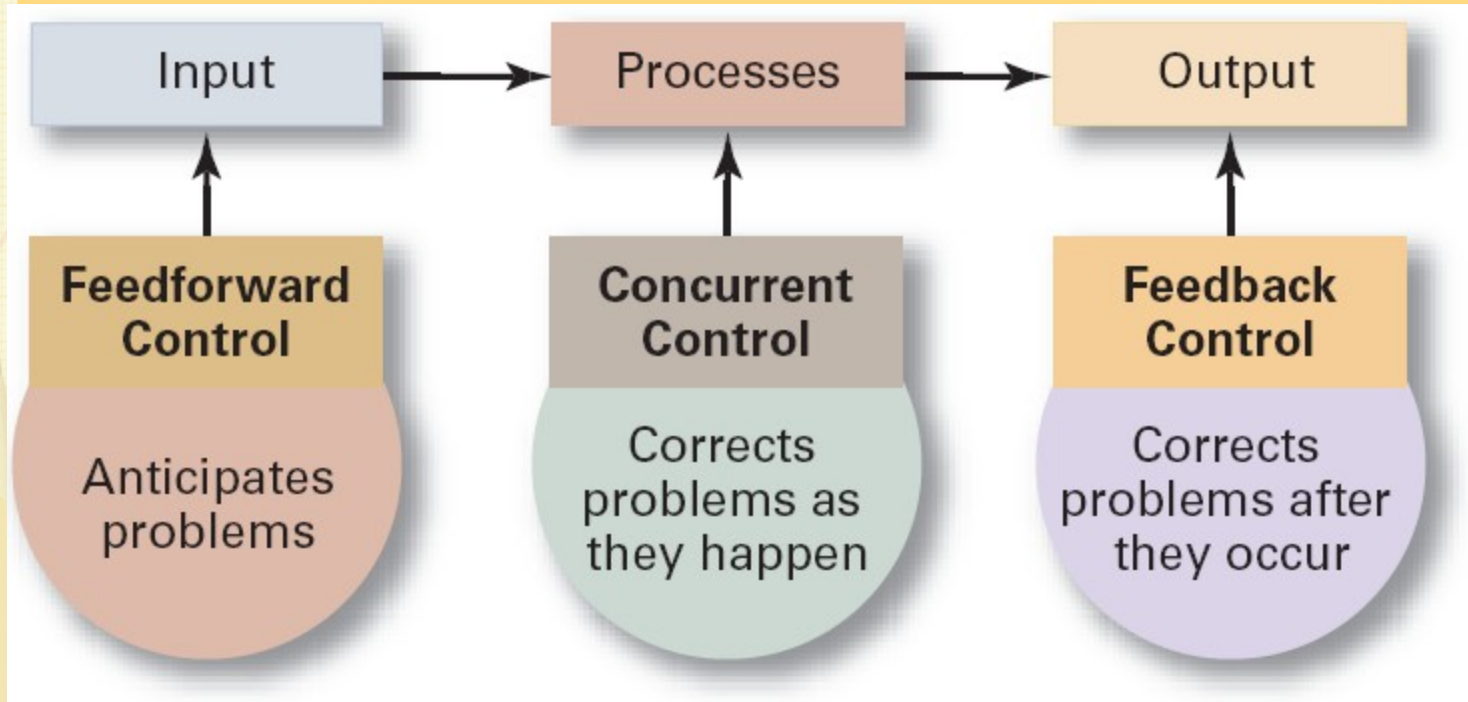 Input
Processes
Output
Feedforward
Control
Concurrent
Control
Feedback
Control
Anticipates
problems
Corrects
problems as
they happen
Corrects
problems after
they occur